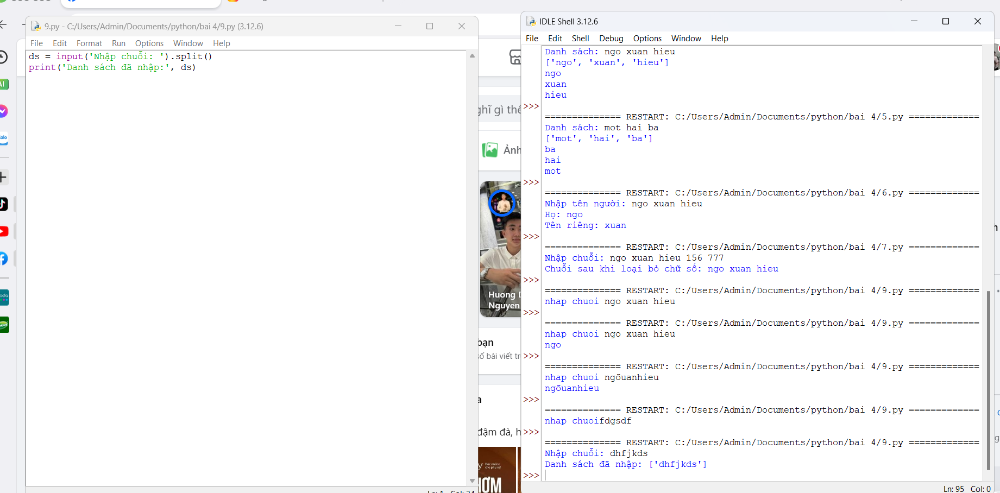 9.py - C:/Users/Admin/Documents/python/bai 4/9.py (3.12.6)
File Edit Format Run Options Window Help
ds = input('Nhập chuỗi: ').split()
print('Danh sách đã nhập:', ds)
AI
Zalo
ghĩ gì thế
Ảnh
Huong D
Nguyen
bạn
số bài viết tr
a
đậm đà, h
Học online
cho phụ nữ
IDLE Shell 3.12.6
File Edit Shell Debug Options Window Help
Danh sách: ngo xuan hieu
['ngo', 'xuan', 'hieu']
ngo
xuan
hieu
>>>
============== RESTART: C:/Users/Admin/Documents/python/bai 4/5.py =============
Danh sách: mot hai ba
['mot', 'hai', 'ba']
ba
hai
mot
>>>
============== RESTART: C:/Users/Admin/Documents/python/bai 4/6.py =============
Nhập tên người: ngo xuan hieu
Họ: ngo
Tên riêng: xuan
>>>
============== RESTART: C:/Users/Admin/Documents/python/bai 4/7.py =============
Nhập chuỗi: ngo xuan hieu 156 777
Chuỗi sau khi loại bỏ chữ số: ngo xuan hieu
>>>
============== RESTART: C:/Users/Admin/Documents/python/bai 4/9.py =============
nhap chuoi ngo xuan hieu
>>>
============== RESTART: C:/Users/Admin/Documents/python/bai 4/9.py =============
nhap chuoi ngo xuan hieu
ngo
>>>
============== RESTART: C:/Users/Admin/Documents/python/bai 4/9.py =============
nhap chuoi ngõuanhieu
ngõuanhieu
>>>
============== RESTART: C:/Users/Admin/Documents/python/bai 4/9.py =============
nhap chuoifdgsdf
>>>
============== RESTART: C:/Users/Admin/Documents/python/bai 4/9.py =============
Nhập chuỗi: dhfjkds
Danh sách đã nhập: ['dhfjkds']
>>>
Ln: 95 Col: 0